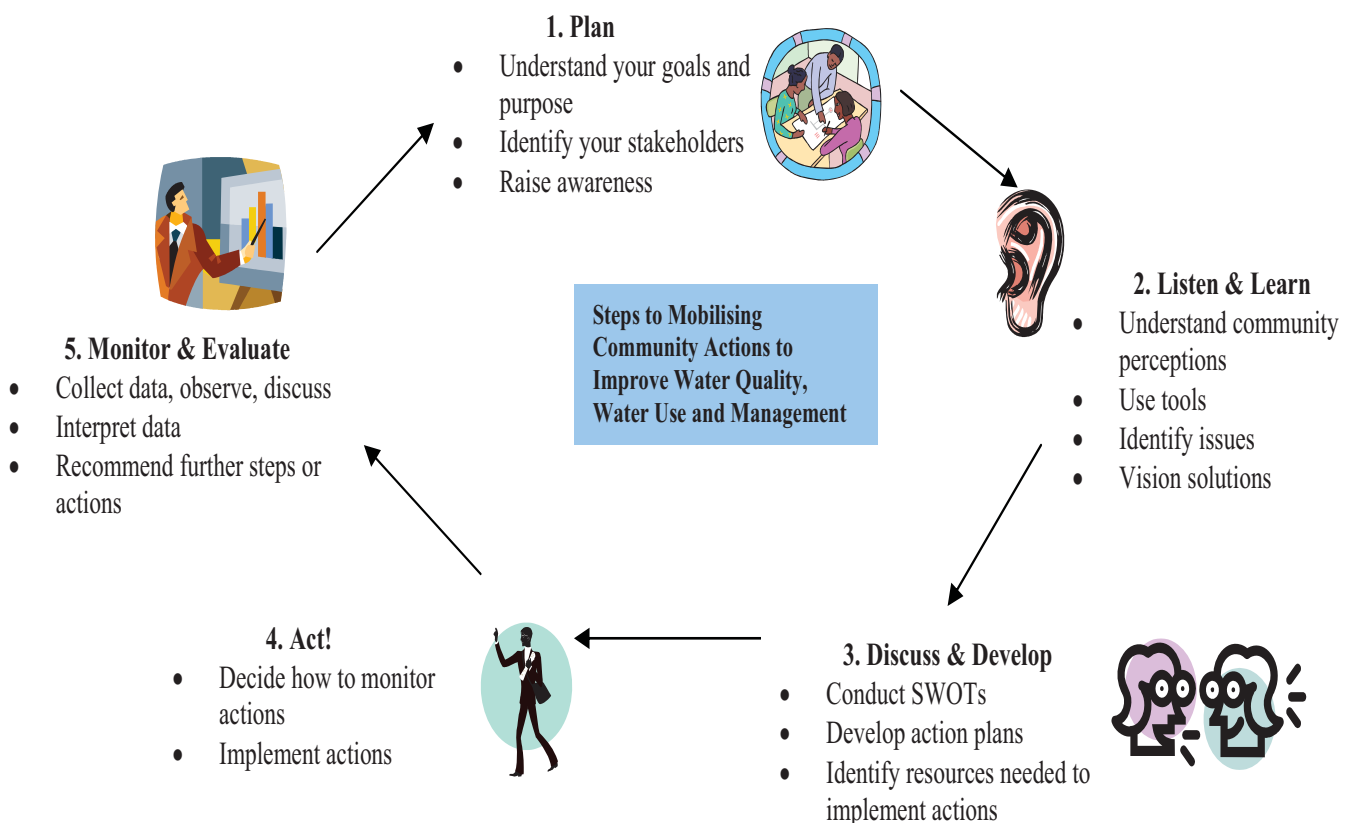 1. Plan
• Understand your goals and
purpose
• Identify your stakeholders
• Raise awareness
2. Listen & Learn
• Understand community
perceptions
• Use tools
• Identify issues
• Vision solutions
Steps to Mobilising
Community Actions to
Improve Water Quality,
Water Use and Management
3. Discuss & Develop
• Conduct SWOTs
• Develop action plans
• Identify resources needed to
implement actions
4. Act!
• Decide how to monitor
actions
• Implement actions
5. Monitor & Evaluate
• Collect data, observe, discuss
• Interpret data
• Recommend further steps or
actions